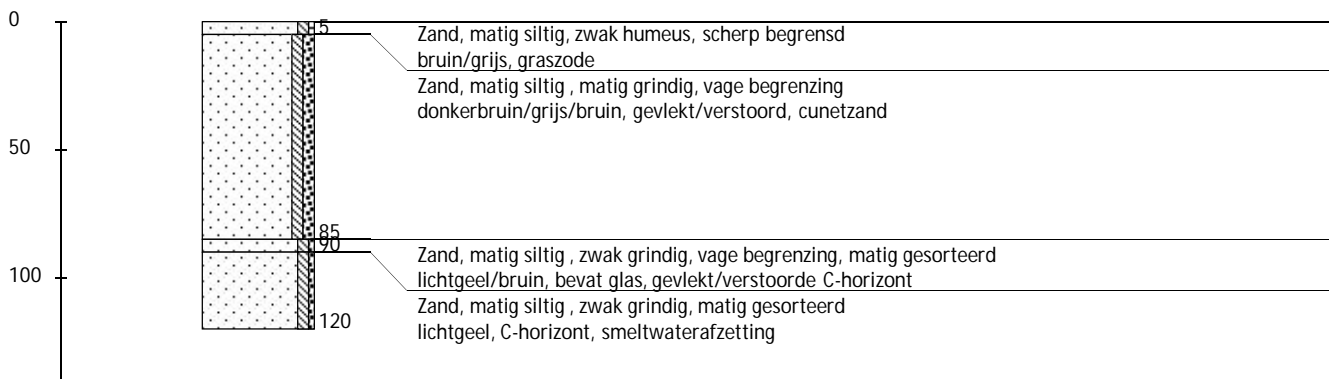 0
5
Zand, matig siltig, zwak humeus, scherp begrensd
bruin/grijs, graszode
Zand, matig siltig , matig grindig, vage begrenzing
donkerbruin/grijs/bruin, gevlekt/verstoord, cunetzand
50
85
90
Zand, matig siltig , zwak grindig, vage begrenzing, matig gesorteerd
lichtgeel/bruin, bevat glas, gevlekt/verstoorde C-horizont
100
Zand, matig siltig , zwak grindig, matig gesorteerd
120
lichtgeel, C-horizont, smeltwaterafzetting